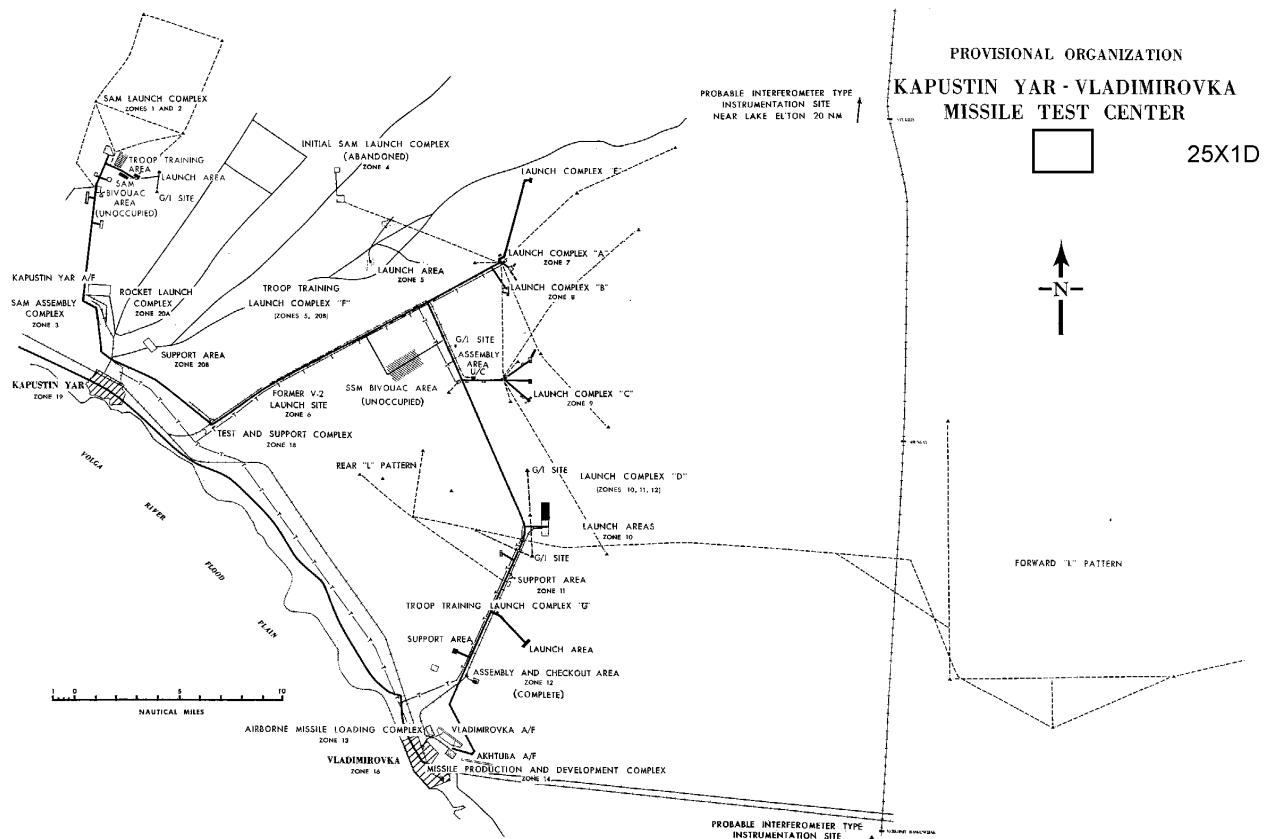 PROVISIONAL ORGANIZATION
KAPUSTIN YAR - VLADIMIROVKA
MISSILE TEST CENTER
25X1D
PROBABLE INTERFEROMETER TYPE
INSTRUMENTATION SITE
NEAR LAKE ELTON 20 NM
SAM LAUNCH COMPLEX
ZONES 1 AND 2
TROOP TRAINING
AREA
LAUNCH AREA
SAM
BIVOUAC
AREA
(UNOCCUPIED)
G/I SITE
INITIAL SAM LAUNCH COMPLEX
(ABANDONED)
ZONE 4
LAUNCH COMPLEX "E"
LAUNCH COMPLEX "A"
ZONE 7
LAUNCH COMPLEX "B"
ZONE 8
LAUNCH AREA
ZONE 5
TROOP TRAINING
LAUNCH COMPLEX "F"
(ZONES 5, 20B)
KAPUSTIN YAR A/F
ROCKET LAUNCH
COMPLEX
ZONE 20A
SAM ASSEMBLY
COMPLEX
ZONE 3
SUPPORT AREA
ZONE 20B
KAPUSTIN YAR
ZONE 19
G/I SITE
ASSEMBLY
AREA
U/C
SSM BIVOUAC AREA
(UNOCCUPIED)
LAUNCH COMPLEX "C"
ZONE 9
FORMER V-2
LAUNCH SITE
ZONE 6
TEST AND SUPPORT COMPLEX
ZONE 18
VOLGA
RIVER
FLOOD
PLAIN
REAR "L" PATTERN
G/I SITE
LAUNCH COMPLEX "D"
(ZONES 10, 11, 12)
LAUNCH AREAS
ZONE 10
G/I SITE
SUPPORT AREA
ZONE 11
FORWARD "L" PATTERN
TROOP TRAINING LAUNCH COMPLEX "G"
SUPPORT AREA
LAUNCH AREA
ASSEMBLY AND CHECKOUT AREA
ZONE 12
(COMPLETE)
1 0 5 10
NAUTICAL MILES
AIRBORNE MISSILE LOADING COMPLEX
ZONE 13
VLADIMIROVKA A/F
VLADIMIROVKA
ZONE 16
AKHTUBA A/F
MISSILE PRODUCTION AND DEVELOPMENT COMPLEX
ZONE 14
PROBABLE INTERFEROMETER TYPE
INSTRUMENTATION SITE
N